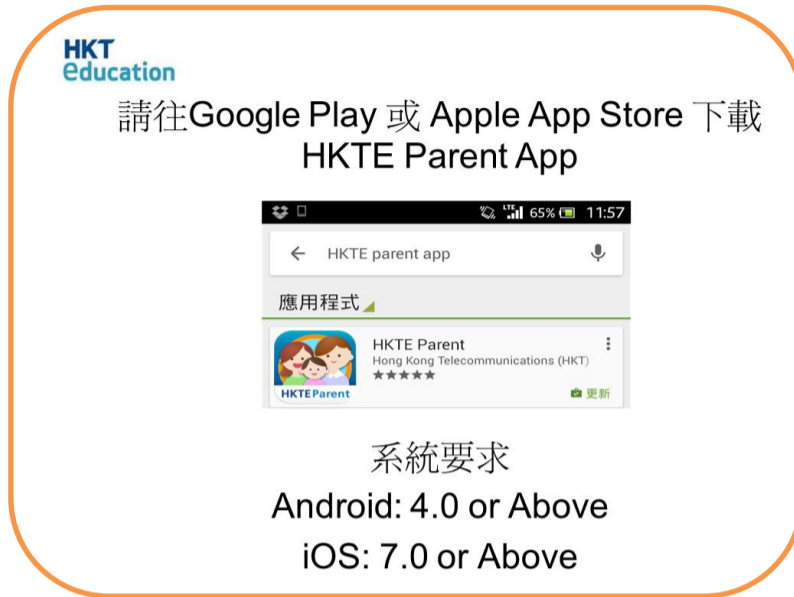 HKT
education
請往Google Play 或 Apple App Store 下載
HKTE Parent App
LTE 65% 11:57
HKTE parent app
應用程式
HKTE Parent
Hong Kong Telecommunications (HKT)
HKTEParent
更新
系統要求
Android: 4.0 or Above
iOS: 7.0 or Above